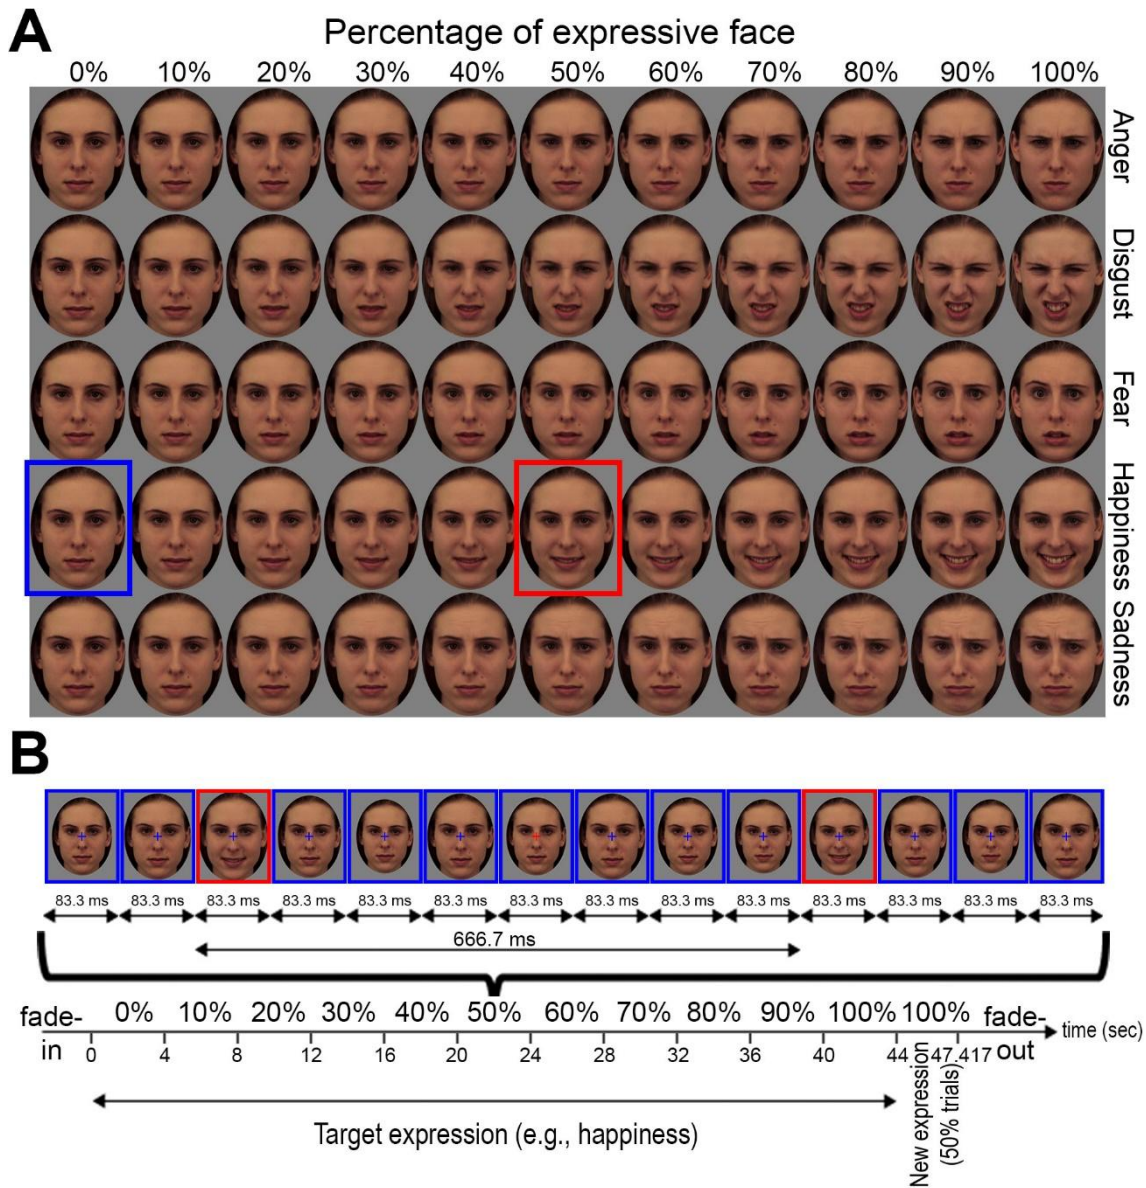 A
Percentage of expressive face
0% 10% 20% 30% 40% 50% 60% 70% 80% 90% 100%
Anger
Disgust
Fear
Happiness
Sadness
B
83.3 ms 83.3 ms 83.3 ms 83.3 ms 83.3 ms 83.3 ms 83.3 ms 83.3 ms 83.3 ms 83.3 ms 83.3 ms 83.3 ms 83.3 ms 83.3 ms
666.7 ms
fade-in
0% 10% 20% 30% 40% 50% 60% 70% 80% 90% 100% 100%
fade-out
time (sec)
0 4 8 12 16 20 24 28 32 36 40 44 47.417
Target expression (e.g., happiness)
New expression
(50% trials)